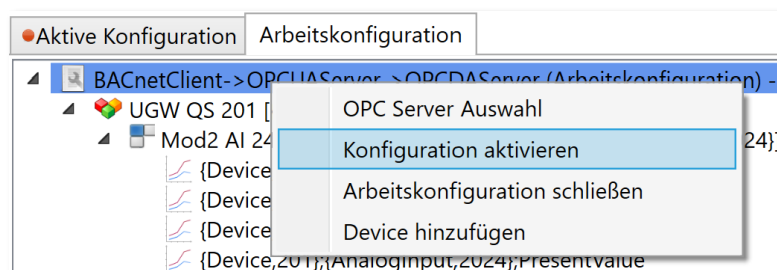 Aktive Konfiguration Arbeitskonfiguration
BACnetClient->OPCUAServer->OPCDAServer (Arbeitskonfiguration) -
UGW QS 201 [
OPC Server Auswahl
Mod2 AI 24 24}]
Konfiguration aktivieren
{Device
{Device
Arbeitskonfiguration schließen
{Device
Device hinzufügen
{Device,201};{AnalogInput,2024};PresentValue